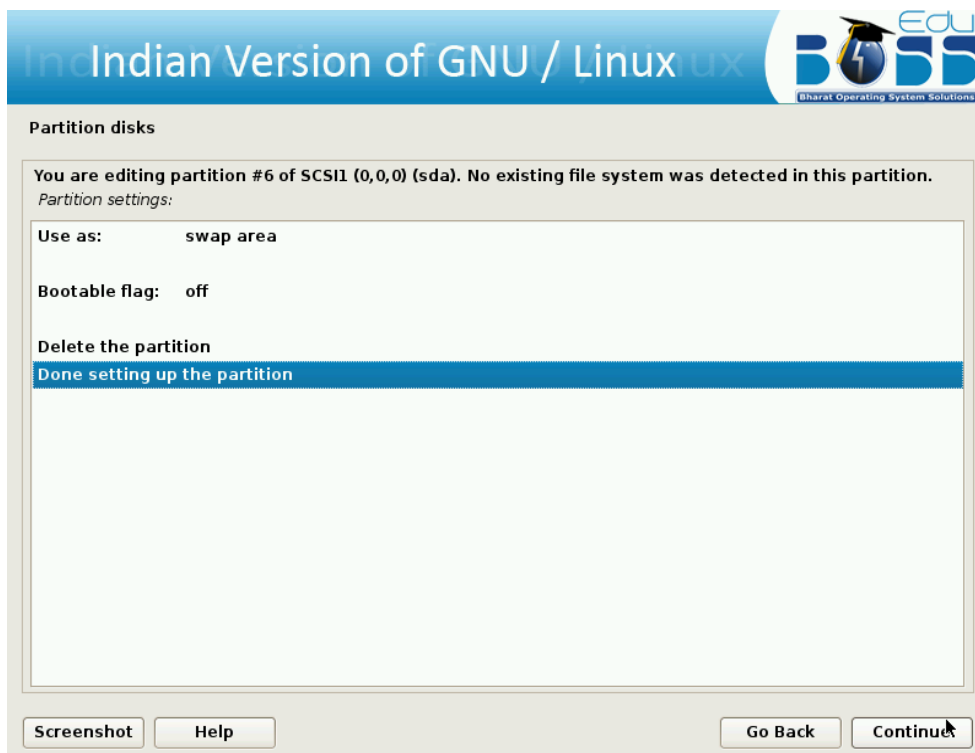 Edu
BOSS
Indian Version of GNU / Linux
Bharat Operating System Solutions
Partition disks
You are editing partition #6 of SCSI1 (0,0,0) (sda). No existing file system was detected in this partition.
Partition settings:
Use as: swap area
Bootable flag: off
Delete the partition
Done setting up the partition
Screenshot Help Go Back Continue